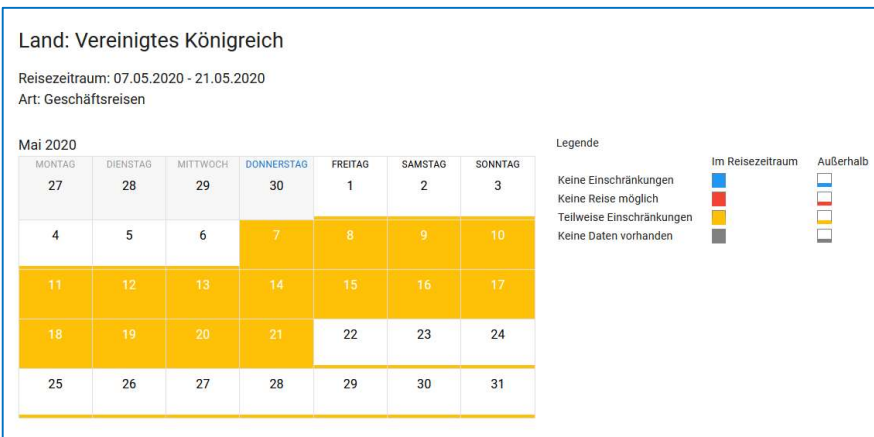 Land: Vereinigtes Königreich
Reisezeitraum: 07.05.2020 - 21.05.2020
Art: Geschäftsreisen
Mai 2020
MONTAG DIENSTAG MITTWOCH DONNERSTAG FREITAG SAMSTAG SONNTAG
27 28 29 30 1 2 3
4 5 6 7 8 9 10
11 12 13 14 15 16 17
18 19 20 21 22 23 24
25 26 27 28 29 30 31
Legende
Im Reisezeitraum Außerhalb
Keine Einschränkungen
Keine Reise möglich
Teilweise Einschränkungen
Keine Daten vorhanden